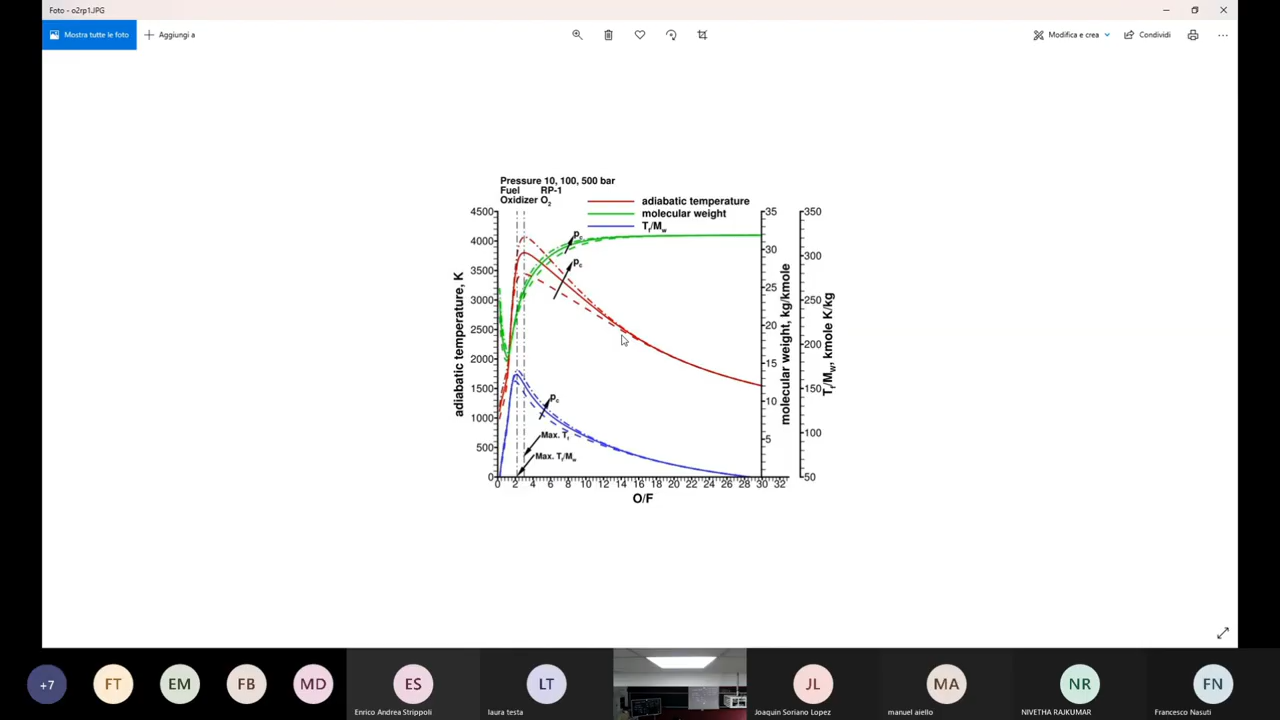 Foto - o2rp1.JPG
Mostra tutte le foto
Aggiungi a
Modifica e crea
Condividi
Pressure 10, 100, 500 bar
Fuel RP-1
Oxidizer O2
adiabatic temperature
molecular weight
Tf/Mw
4500
4000
3500
3000
2500
2000
1500
1000
500
0
adiabatic temperature, K
pc
pc
pc
Max. Tf
Max. Tf/Mw
0 2 4 6 8 10 12 14 16 18 20 22 24 26 28 30 32
O/F
35
30
25
20
15
10
5
molecular weight, kg/kmole
350
300
250
200
150
100
50
Tf/Mw, kmole K/kg
+7
FT
EM
FB
MD
ES
Enrico Andrea Strippoli
LT
laura testa
JL
Joaquin Soriano Lopez
MA
manuel aiello
NR
NIVETHA RAJKUMAR
FN
Francesco Nasuti